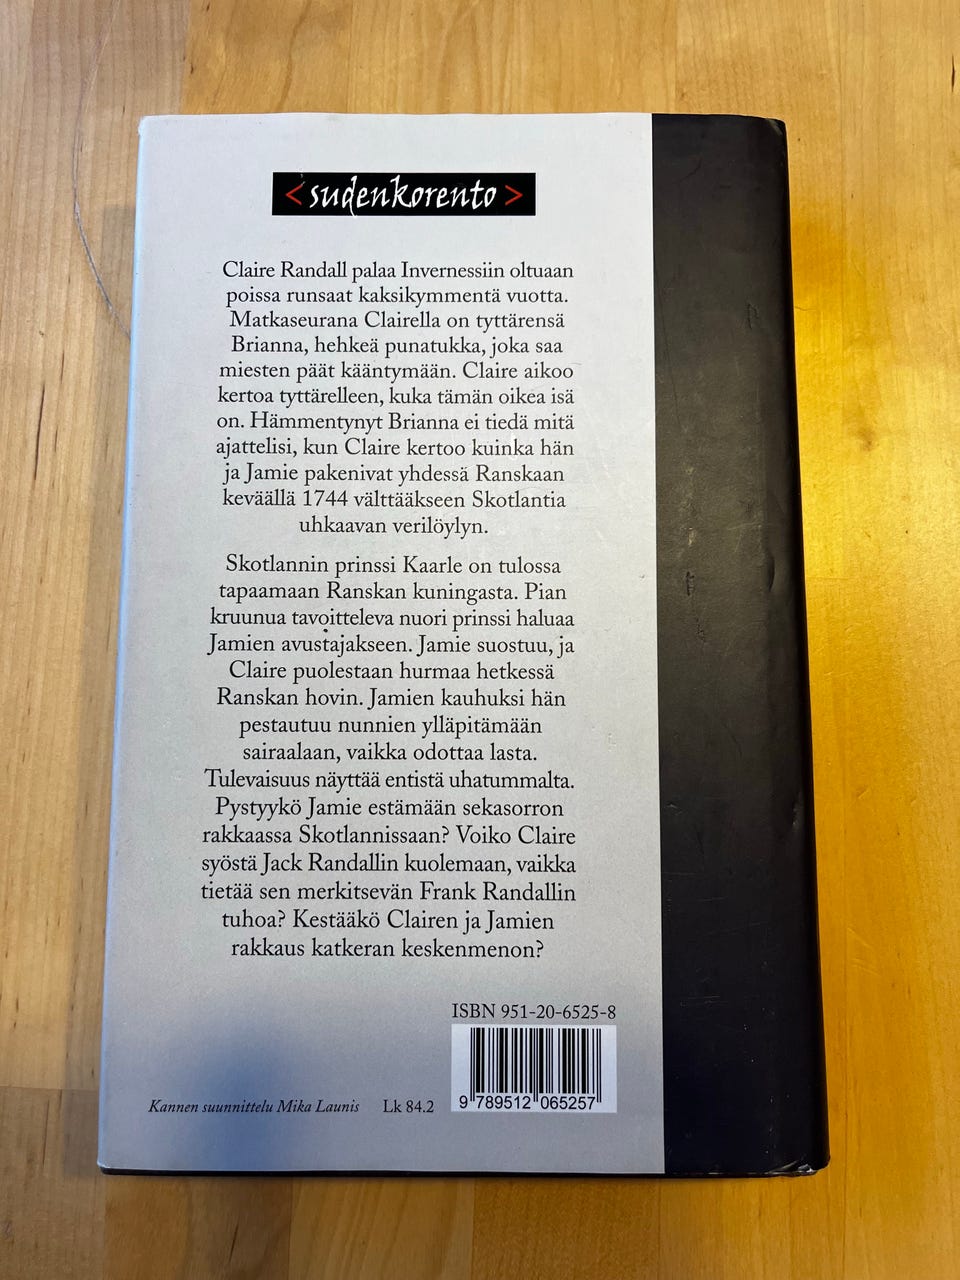 <sudenkorento>
Claire Randall palaa Invernessiin oltuaan
poissa runsaat kaksikymmentä vuotta.
Matkaseurana Clairella on tyttärensä
Brianna, hehkeä punatukka, joka saa
miesten päät kääntymään. Claire aikoo
kertoa tyttärelleen, kuka tämän oikea isä
on. Hämmentynyt Brianna ei tiedä mitä
ajattelisi, kun Claire kertoo kuinka hän
ja Jamie pakenivat yhdessä Ranskaan
keväällä 1744 välttääkseen Skotlantia
uhkaavan verilöylyn.
Skotlannin prinssi Kaarle on tulossa
tapaamaan Ranskan kuningasta. Pian
kruunua tavoitteleva nuori prinssi haluaa
Jamien avustajakseen. Jamie suostuu, ja
Claire puolestaan hurmaa hetkessä
Ranskan hovin. Jamien kauhuksi hän
pestautuu nunnien ylläpitämään
sairaalaan, vaikka odottaa lasta.
Tulevaisuus näyttää entistä uhatummalta.
Pystyykö Jamie estämään sekasorron
rakkaassa Skotlannissaan? Voiko Claire
syöstä Jack Randallin kuolemaan, vaikka
tietää sen merkitsevän Frank Randallin
tuhoa? Kestääkö Clairen ja Jamien
rakkaus katkeran keskenmenon?
ISBN 951-20-6525-8
9 789512 065257
Kannen suunnittelu Mika Launis Lk 84.2